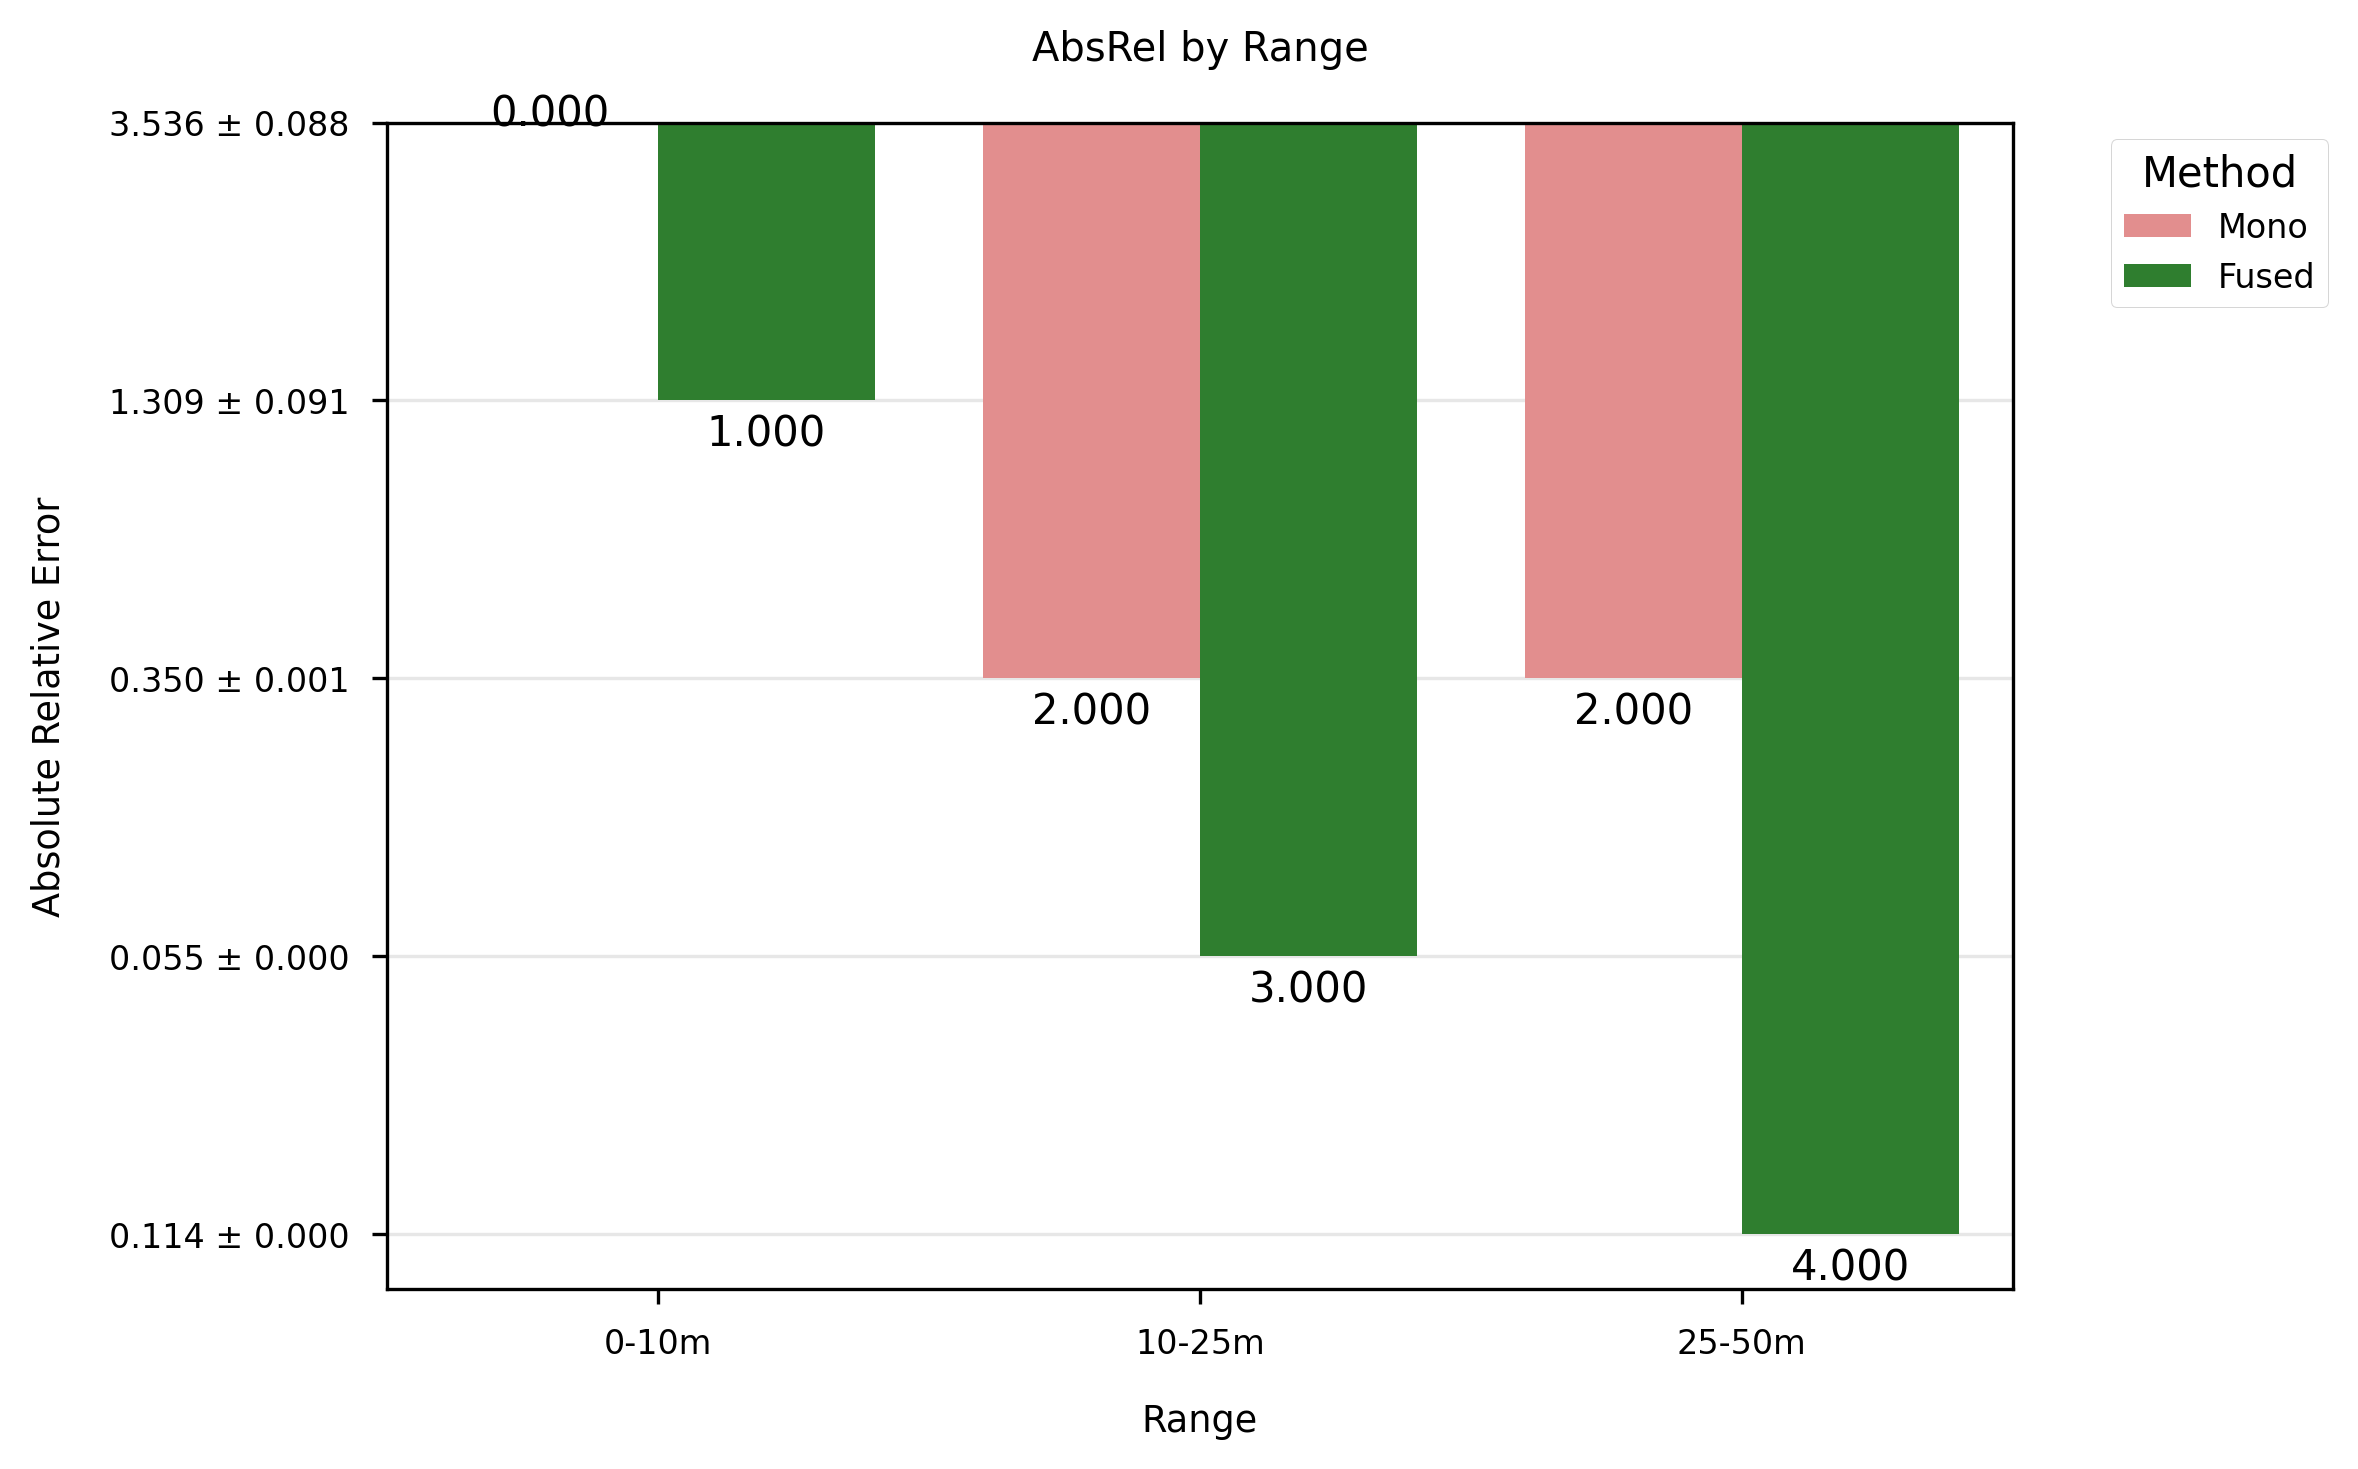 AbsRel by Range
0.000
3.536 ± 0.088
Method
Mono
Fused
1.309 ± 0.091
1.000
Absolute Relative Error
0.350 ± 0.001
2.000
2.000
0.055 ± 0.000
3.000
0.114 ± 0.000
4.000
0-10m
10-25m
25-50m
Range